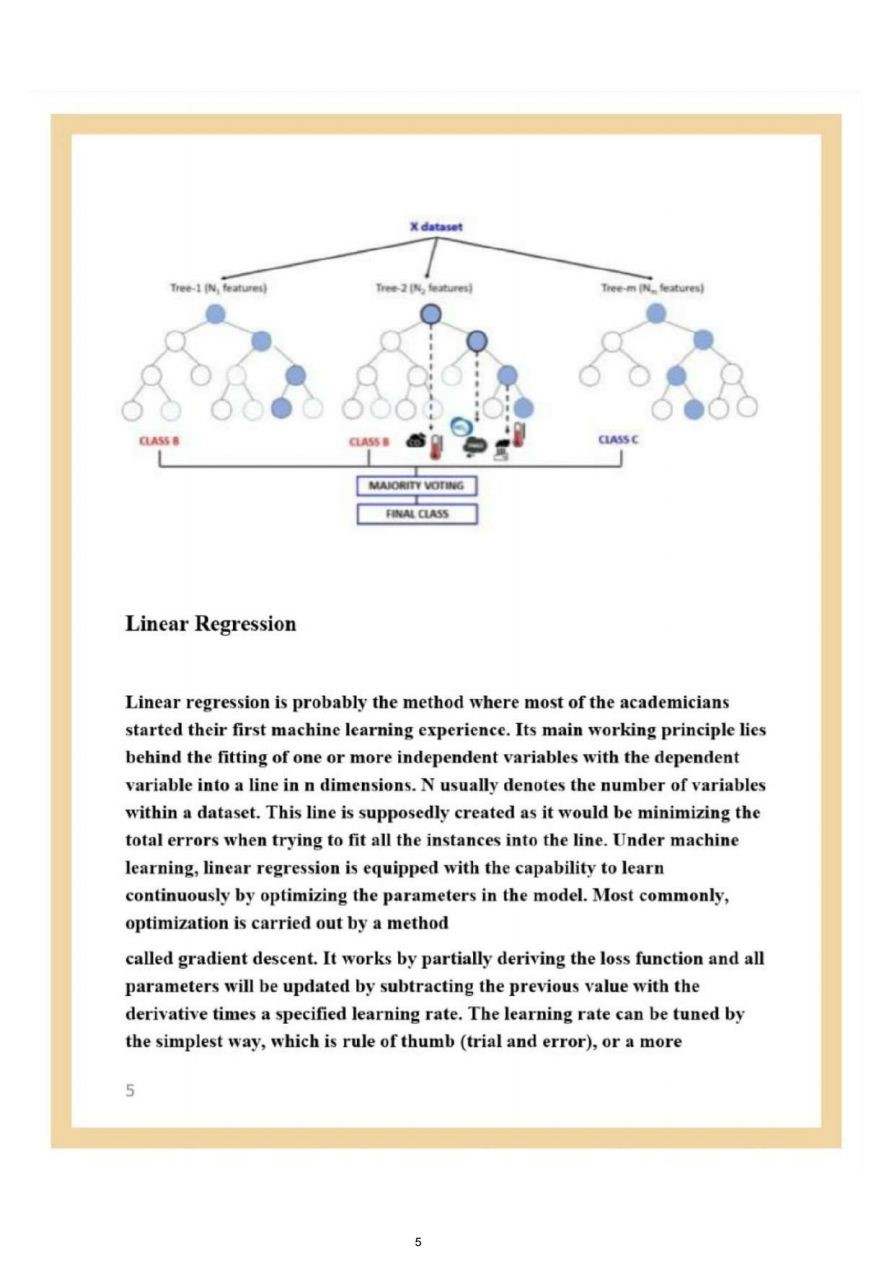 X dataset
Tree-1 (N₁ features) Tree-2 (N₂ features) Tree-m (Nₘ features)
CLASS B CLASS B CLASS C
MAJORITY VOTING
FINAL CLASS
Linear Regression
Linear regression is probably the method where most of the academicians
started their first machine learning experience. Its main working principle lies
behind the fitting of one or more independent variables with the dependent
variable into a line in n dimensions. N usually denotes the number of variables
within a dataset. This line is supposedly created as it would be minimizing the
total errors when trying to fit all the instances into the line. Under machine
learning, linear regression is equipped with the capability to learn
continuously by optimizing the parameters in the model. Most commonly,
optimization is carried out by a method
called gradient descent. It works by partially deriving the loss function and all
parameters will be updated by subtracting the previous value with the
derivative times a specified learning rate. The learning rate can be tuned by
the simplest way, which is rule of thumb (trial and error), or a more
5
5